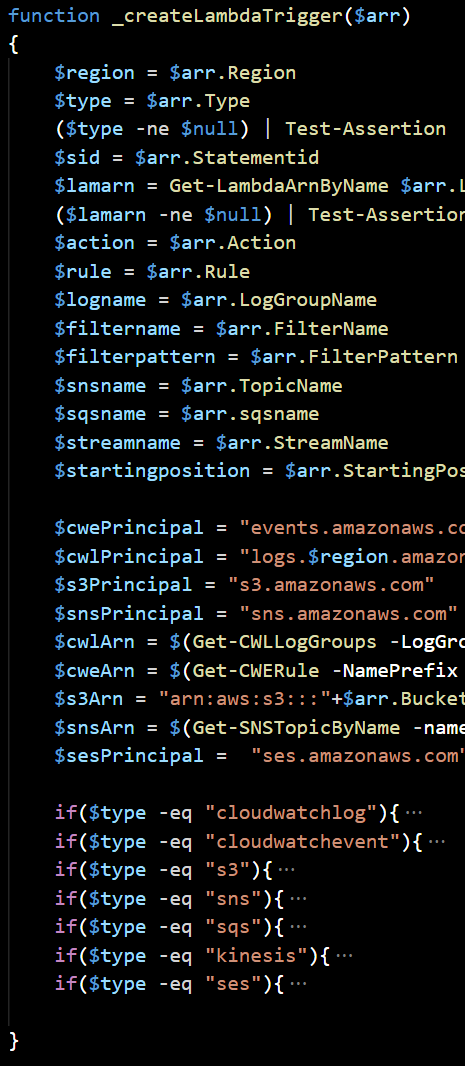 function _createLambdaTrigger($arr)
{
$region = $arr.Region
$type = $arr.Type
($type -ne $null) | Test-Assertion
$sid = $arr.Statementid
$lamarn = Get-LambdaArnByName $arr.L
($lamarn -ne $null) | Test-Assertion
$action = $arr.Action
$rule = $arr.Rule
$logname = $arr.LogGroupName
$filtername = $arr.FilterName
$filterpattern = $arr.FilterPattern
$snsname = $arr.TopicName
$sqsname = $arr.sqsname
$streamname = $arr.StreamName
$startingposition = $arr.StartingPos
$cwePrincipal = "events.amazonaws.co
$cwlPrincipal = "logs.$region.amazon
$s3Principal = "s3.amazonaws.com"
$snsPrincipal = "sns.amazonaws.com"
$cwlArn = $(Get-CWLLogGroups -LogGro
$cweArn = $(Get-CWERule -NamePrefix
$s3Arn = "arn:aws:s3:::"+$arr.Bucket
$snsArn = $(Get-SNSTopicByName -name
$sesPrincipal =  "ses.amazonaws.com"
if($type -eq "cloudwatchlog"){···
if($type -eq "cloudwatchevent"){···
if($type -eq "s3"){···
if($type -eq "sns"){···
if($type -eq "sqs"){···
if($type -eq "kinesis"){···
if($type -eq "ses"){···
}